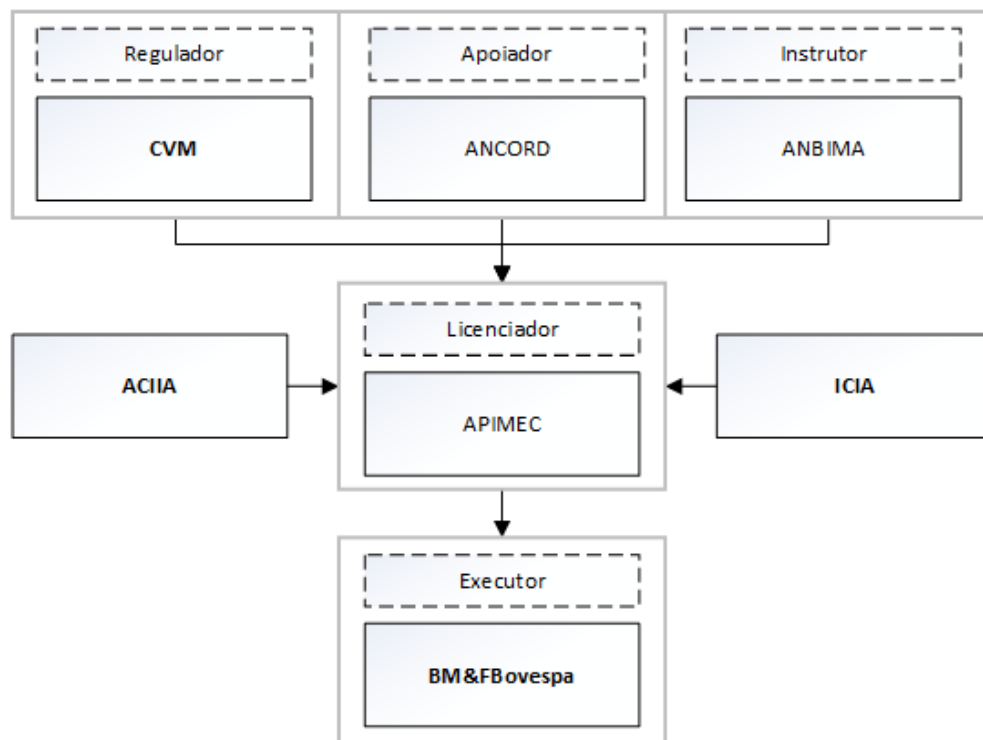 Regulador
Apoiador
Instrutor
CVM
ANCORD
ANBIMA
Licenciador
ACIIA
APIMEC
ICIA
Executor
BM&FBovespa